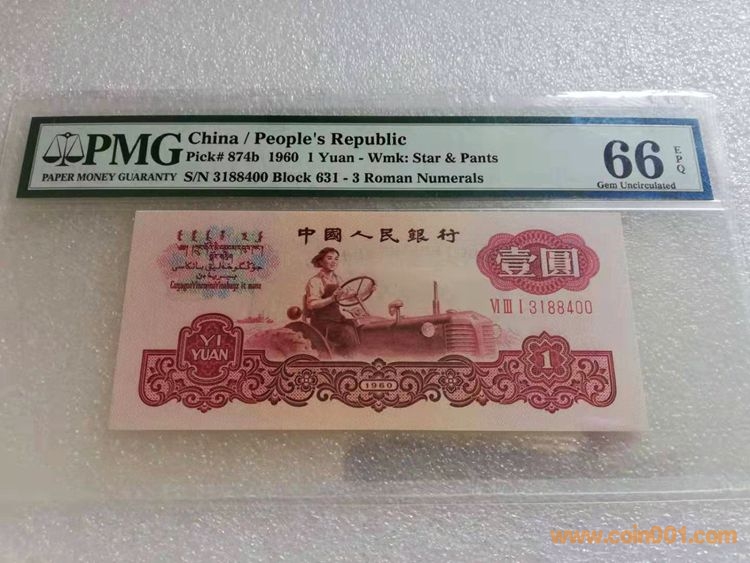 PMG
PAPER MONEY GUARANTY
China / People's Republic
Pick# 874b 1960 1 Yuan - Wmk: Star & Pants
S/N 3188400 Block 631 - 3 Roman Numerals
66
EPQ
Gem Uncirculated
中國人民銀行
壹圓
VI III I 3188400
YI
YUAN
1960
1
www.coin001.com